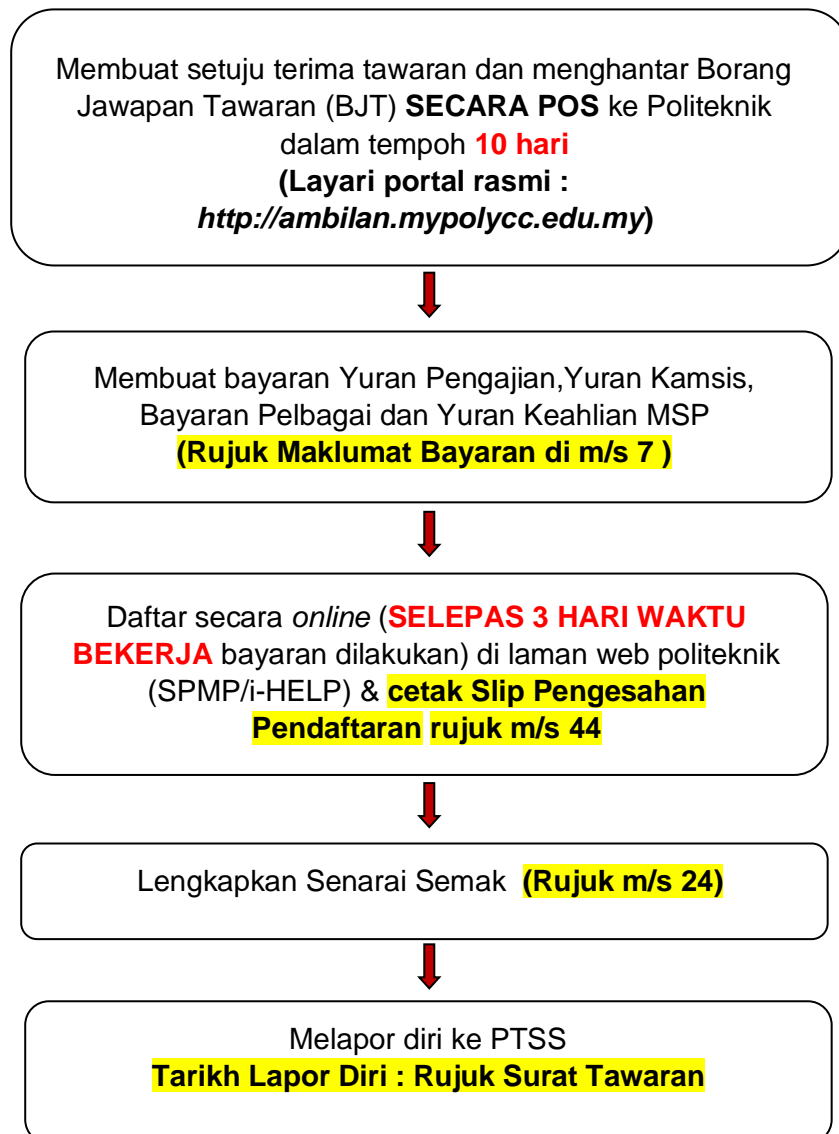 Membuat setuju terima tawaran dan menghantar Borang
Jawapan Tawaran (BJT) SECARA POS ke Politeknik
dalam tempoh 10 hari
(Layari portal rasmi :
http://ambilan.mypolycc.edu.my)
Membuat bayaran Yuran Pengajian,Yuran Kamsis,
Bayaran Pelbagai dan Yuran Keahlian MSP
(Rujuk Maklumat Bayaran di m/s 7 )
Daftar secara online (SELEPAS 3 HARI WAKTU
BEKERJA bayaran dilakukan) di laman web politeknik
(SPMP/i-HELP) & cetak Slip Pengesahan
Pendaftaran rujuk m/s 44
Lengkapkan Senarai Semak (Rujuk m/s 24)
Melapor diri ke PTSS
Tarikh Lapor Diri : Rujuk Surat Tawaran